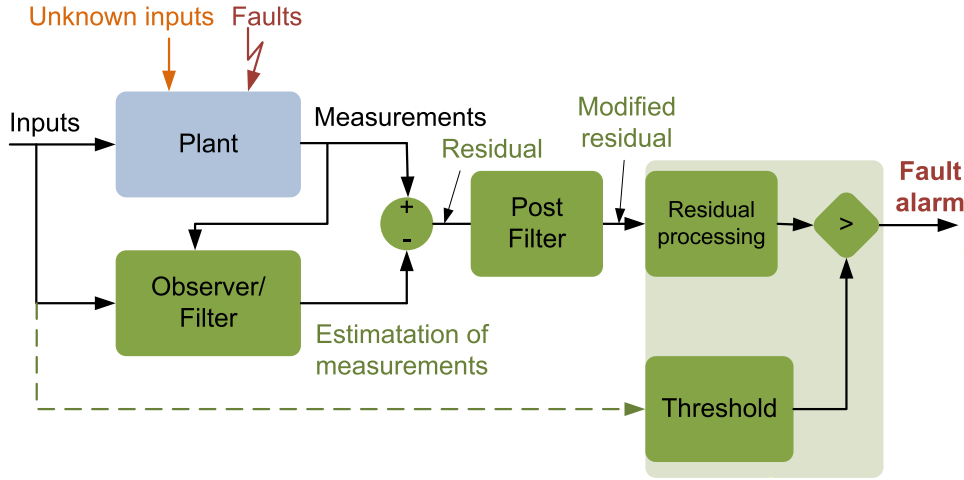 Unknown inputs
Faults
Inputs
Plant
Measurements
Residual
Modified
residual
Fault
alarm
+
-
Post
Filter
Residual
processing
>
Observer/
Filter
Estimatation of
measurements
Threshold